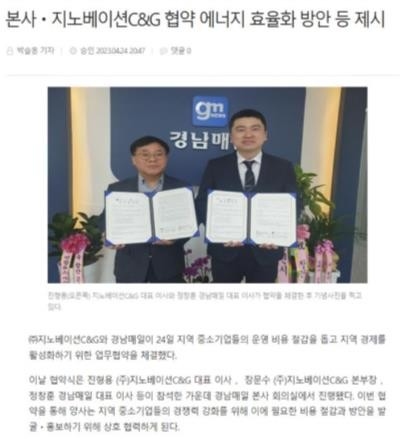 본사・지노베이션C&G 협약 에너지 효율화 방안 등 제시
박슬옹 기자
승인 2023.04.24 20:47
댓글 0
gm
NEWS
경남매일
진형용(오른쪽) 지노베이션C&G 대표 이사와 정창훈 경남매일 대표 이사가 협약을 체결한 후 기념사진을 찍고
있다.
㈜지노베이션C&G와 경남매일이 24일 지역 중소기업들의 운영 비용 절감을 돕고 지역 경제를
활성화하기 위한 업무협약을 체결했다.
이날 협약식은 진형용 (주)지노베이션C&G 대표 이사, 장문수 (주)지노베이션C&G 본부장,
정창훈 경남매일 대표 이사 등이 참석한 가운데 경남매일 본사 회의실에서 진행됐다. 이번 협
약을 통해 양사는 지역 중소기업들의 경쟁력 강화를 위해 이에 필요한 비용 절감과 방안을 발
굴・홍보하기 위해 상호 협력하게 된다.